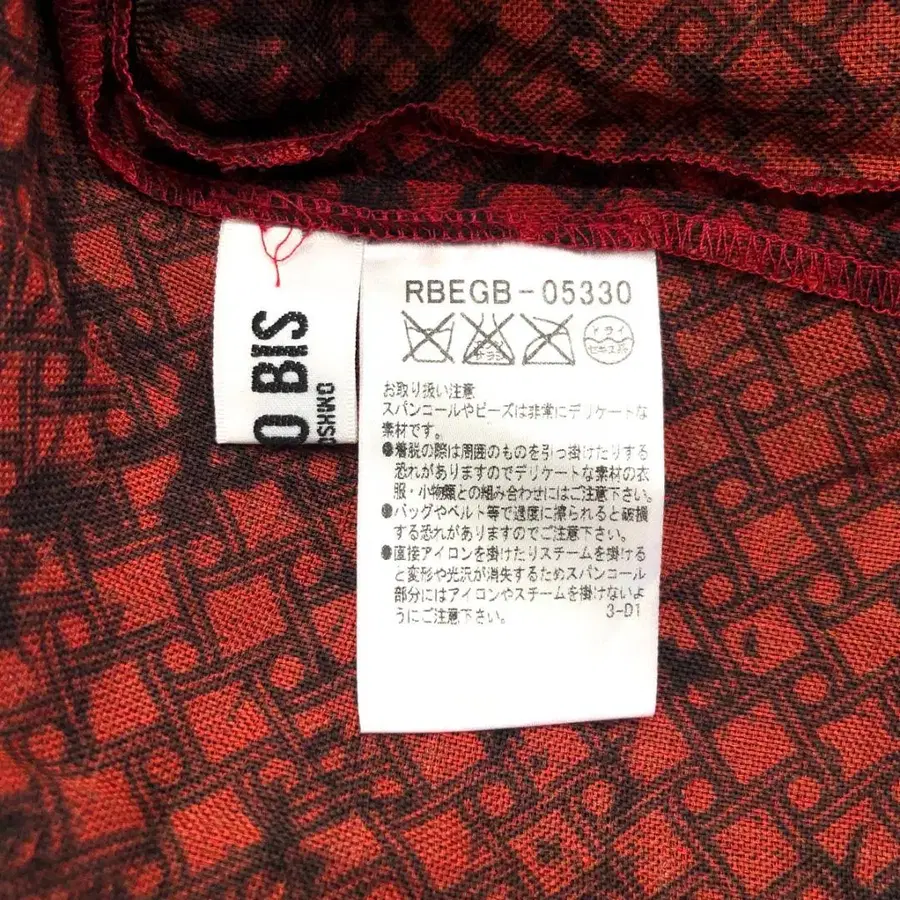 O BIS
OSHINO
RBEGB-05330
ドライ
セキユ系
お取り扱い注意
スパンコールやビーズは非常にデリケートな
素材です。
●着脱の際は周囲のものを引っ掛けたりする
恐れがありますのでデリケートな素材の衣
服・小物類との組み合わせにはご注意下さい。
●バッグやベルト等で過度に擦られると破損
する恐れがありますのでご注意下さい。
●直接アイロンを掛けたりスチームを掛ける
と変形や光沢が消失するためスパンコール
部分にはアイロンやスチームを掛けないよ
うにご注意下さい。 3-D1